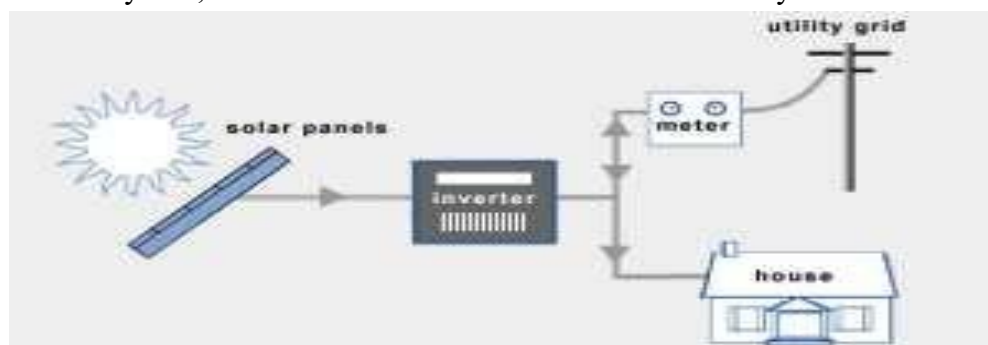 utility grid
solar panels
meter
inverter
house